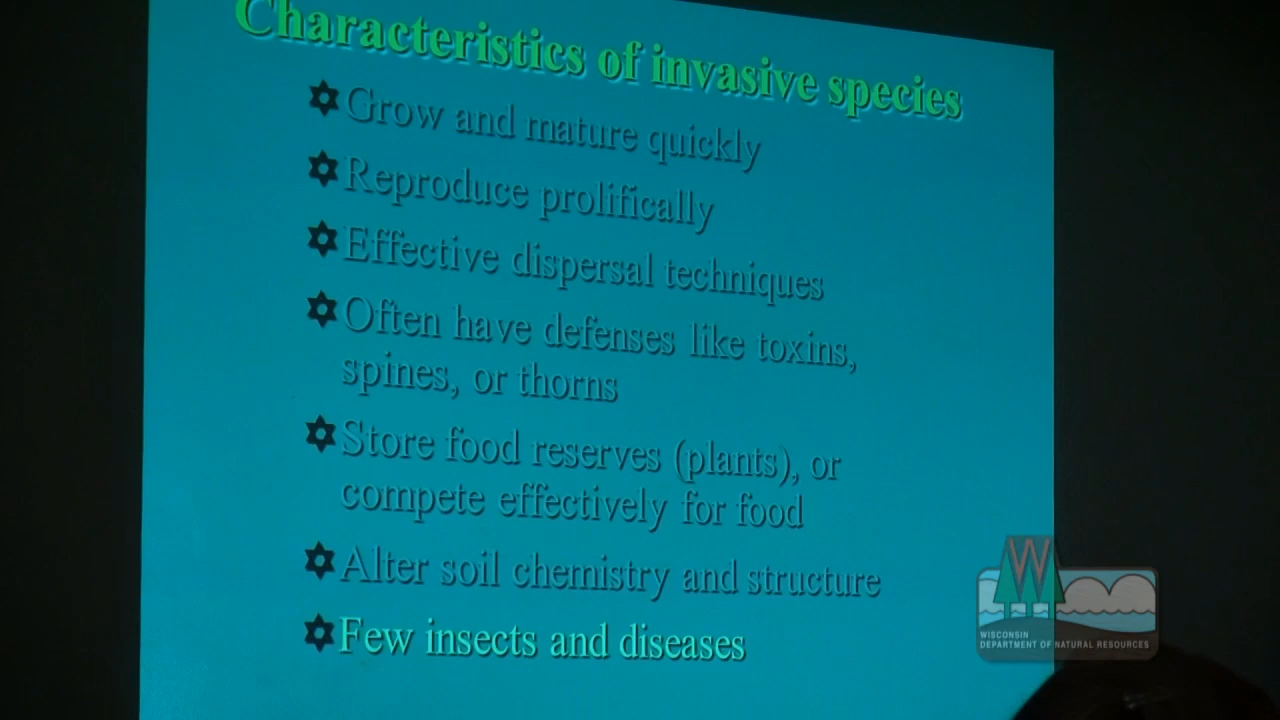 Characteristics of invasive species
Grow and mature quickly
Reproduce prolifically
Effective dispersal techniques
Often have defenses like toxins,
spines, or thorns
Store food reserves (plants), or
compete effectively for food
Alter soil chemistry and structure
Few insects and diseases
W
WISCONSIN
DEPARTMENT OF NATURAL RESOURCES